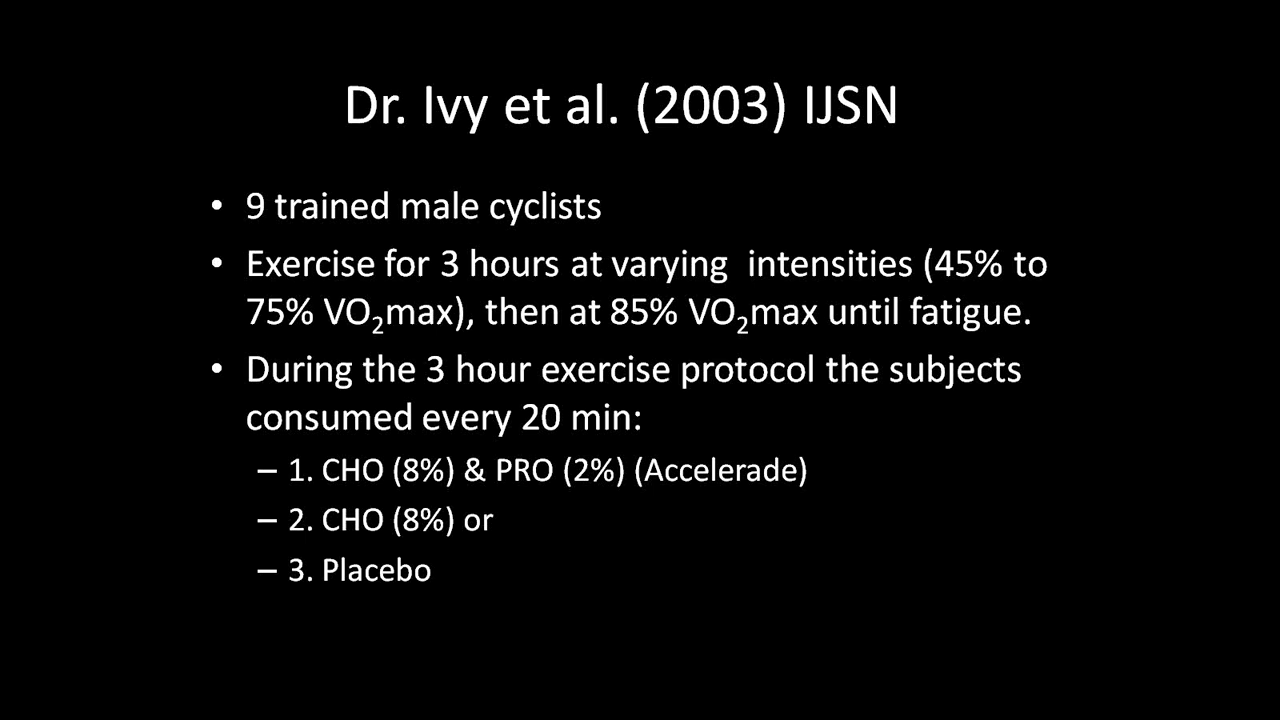 Dr. Ivy et al. (2003) IJSN
• 9 trained male cyclists
• Exercise for 3 hours at varying  intensities (45% to
75% VO₂max), then at 85% VO₂max until fatigue.
• During the 3 hour exercise protocol the subjects
consumed every 20 min:
– 1. CHO (8%) & PRO (2%) (Accelerade)
– 2. CHO (8%) or
– 3. Placebo